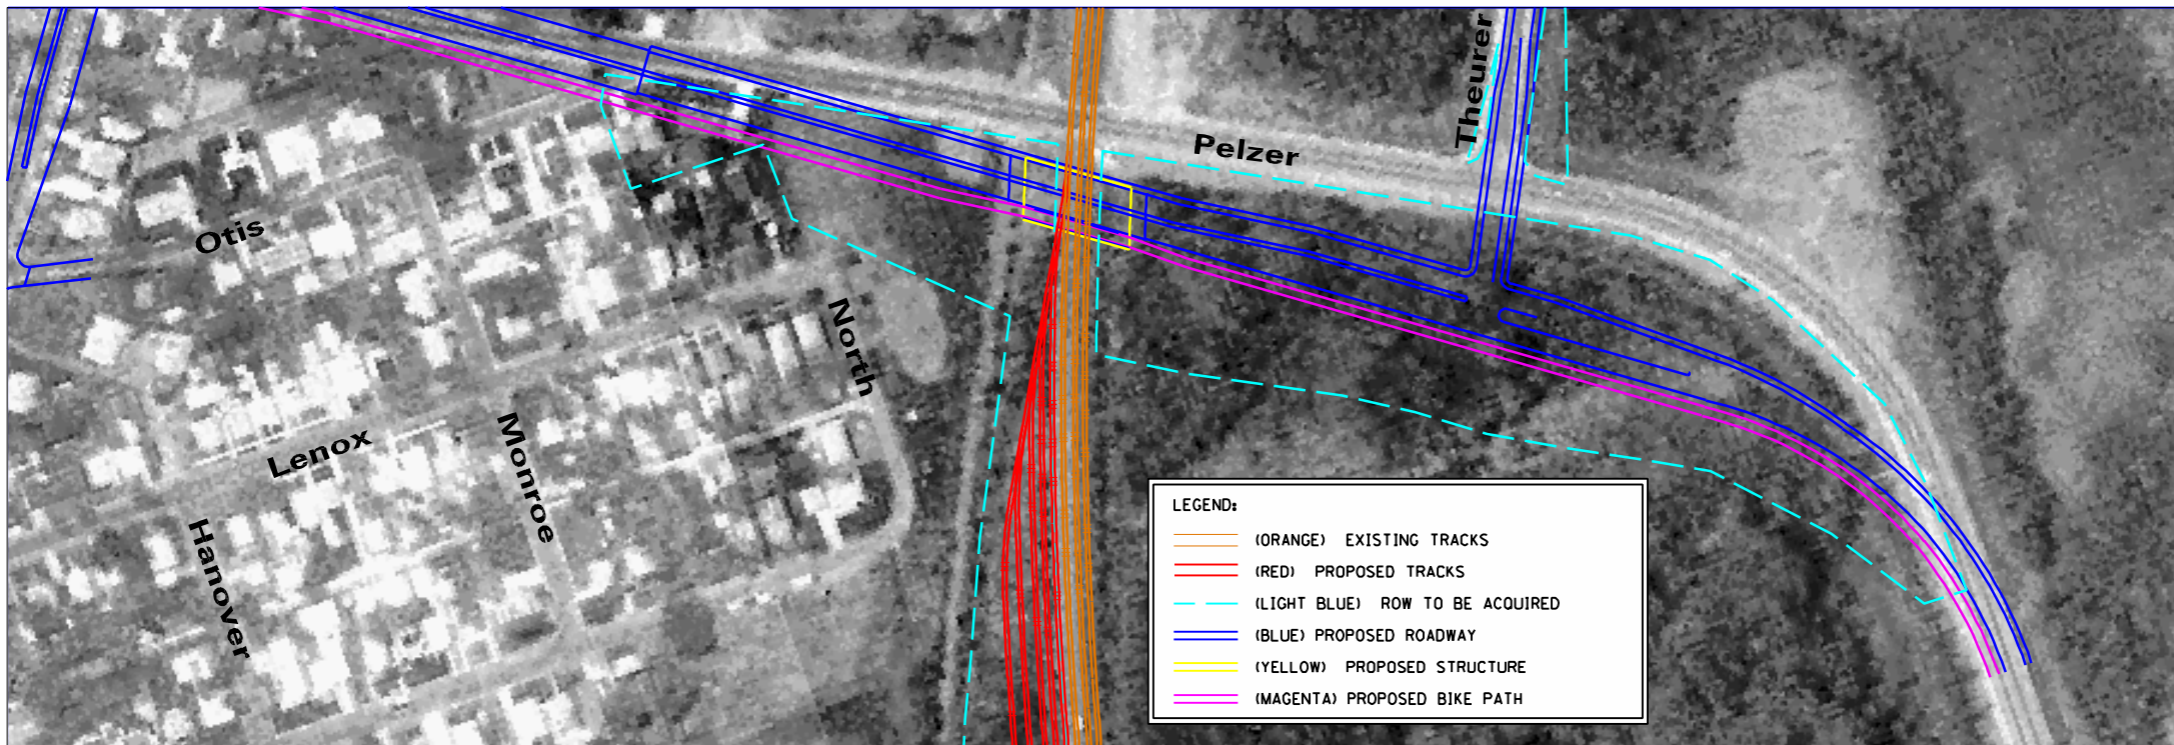 Theurer
Pelzer
Otis
North
Lenox
Monroe
Hanover
LEGEND:
(ORANGE) EXISTING TRACKS
(RED) PROPOSED TRACKS
(LIGHT BLUE) ROW TO BE ACQUIRED
(BLUE) PROPOSED ROADWAY
(YELLOW) PROPOSED STRUCTURE
(MAGENTA) PROPOSED BIKE PATH